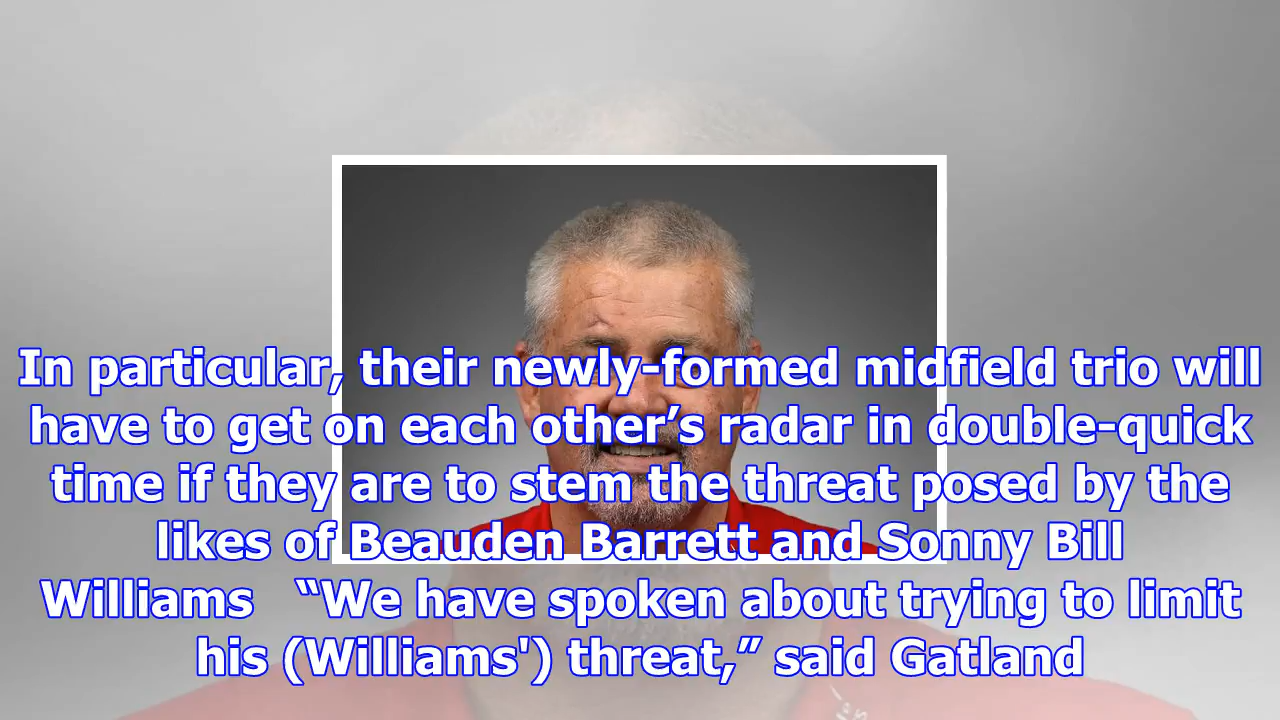 In particular, their newly-formed midfield trio will
have to get on each other’s radar in double-quick
time if they are to stem the threat posed by the
likes of Beauden Barrett and Sonny Bill
Williams   “We have spoken about trying to limit
his (Williams') threat,” said Gatland